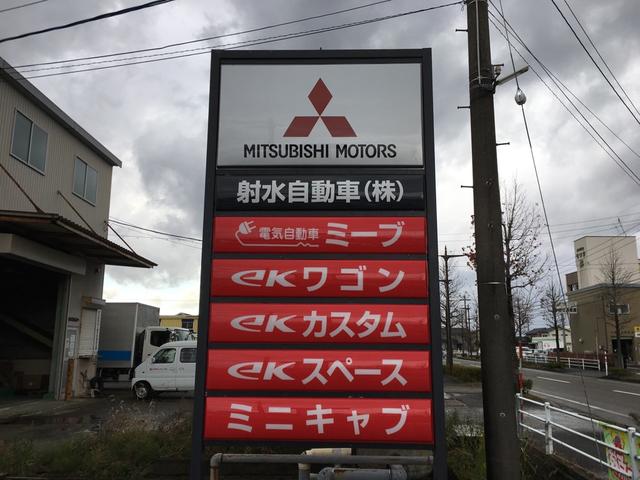 MITSUBISHI MOTORS
射水自動車(株)
電気自動車 ミーブ
eKワゴン
eKカスタム
eKスペース
ミニキャブ